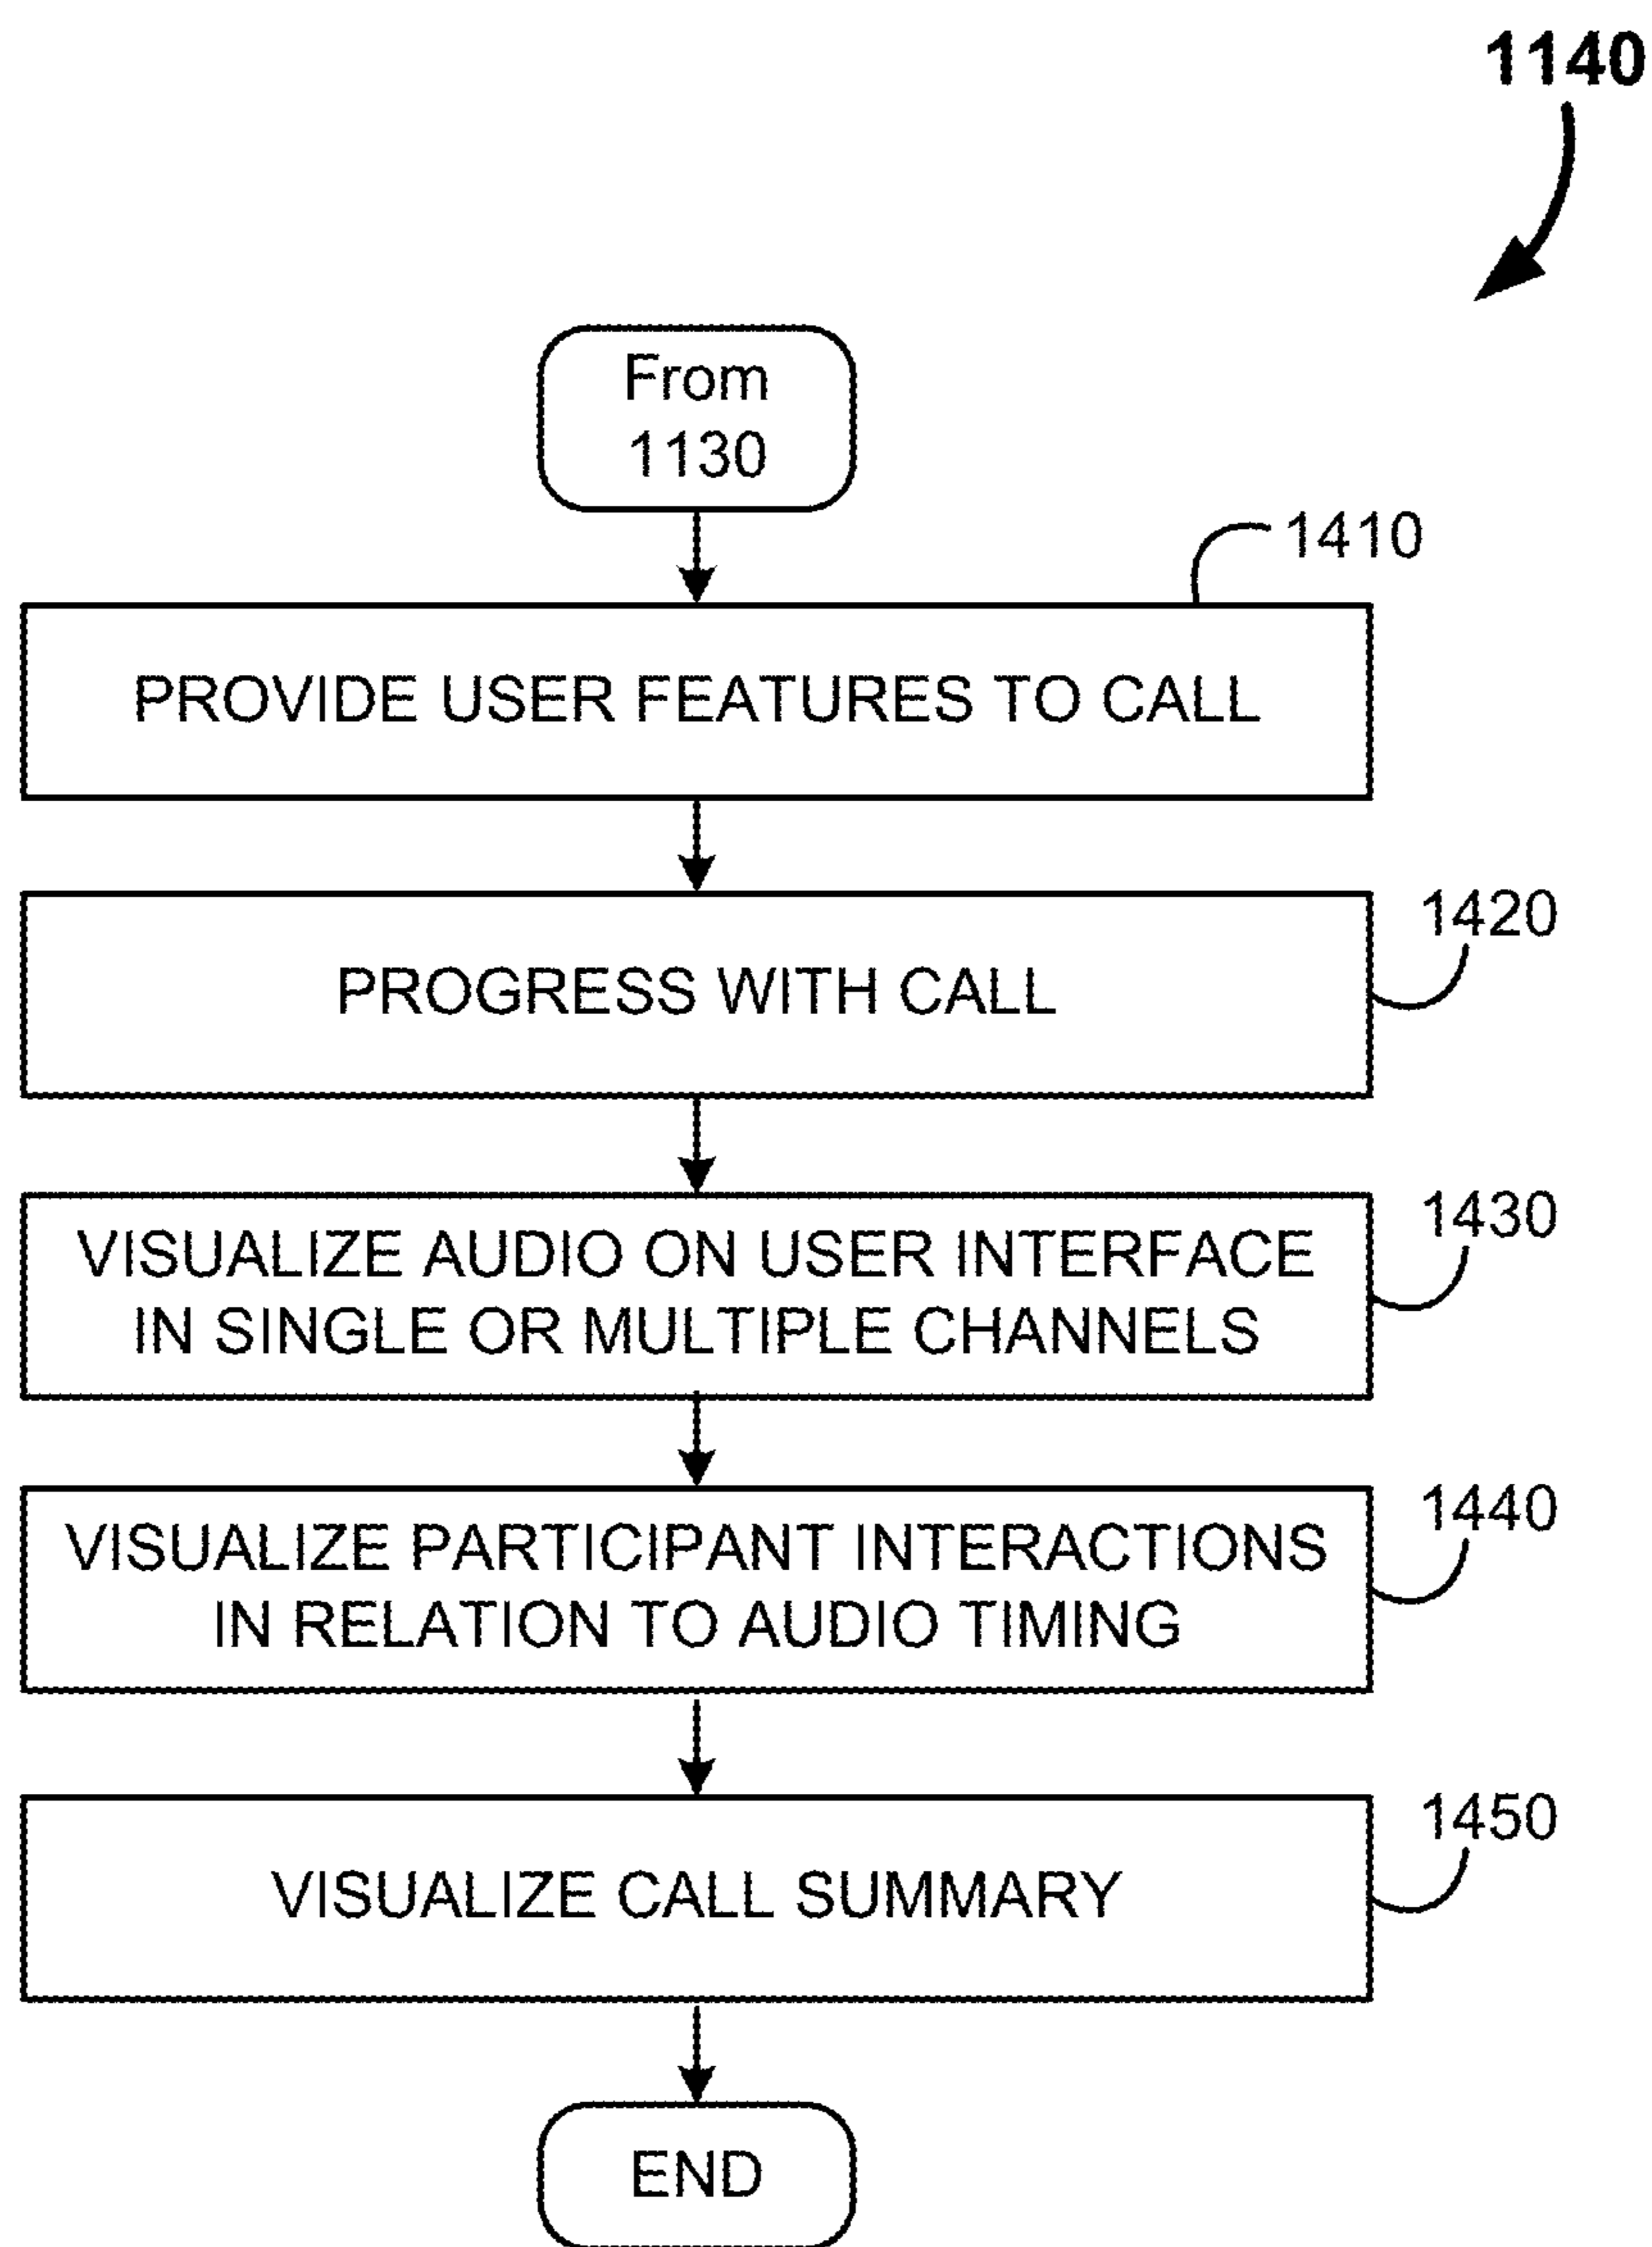 1140
From
1130
1410
PROVIDE USER FEATURES TO CALL
1420
PROGRESS WITH CALL
1430
VISUALIZE AUDIO ON USER INTERFACE
IN SINGLE OR MULTIPLE CHANNELS
1440
VISUALIZE PARTICIPANT INTERACTIONS
IN RELATION TO AUDIO TIMING
1450
VISUALIZE CALL SUMMARY
END